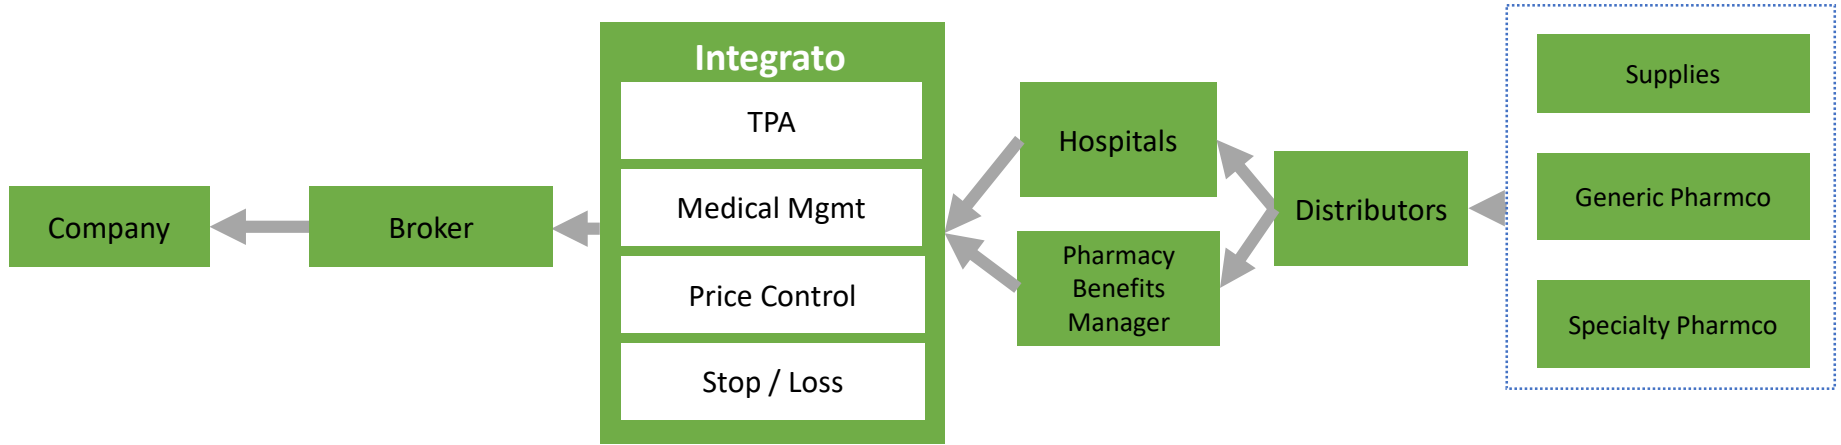 Company
Broker
Integrato
TPA
Medical Mgmt
Price Control
Stop / Loss
Hospitals
Pharmacy
Benefits
Manager
Distributors
Supplies
Generic Pharmco
Specialty Pharmco